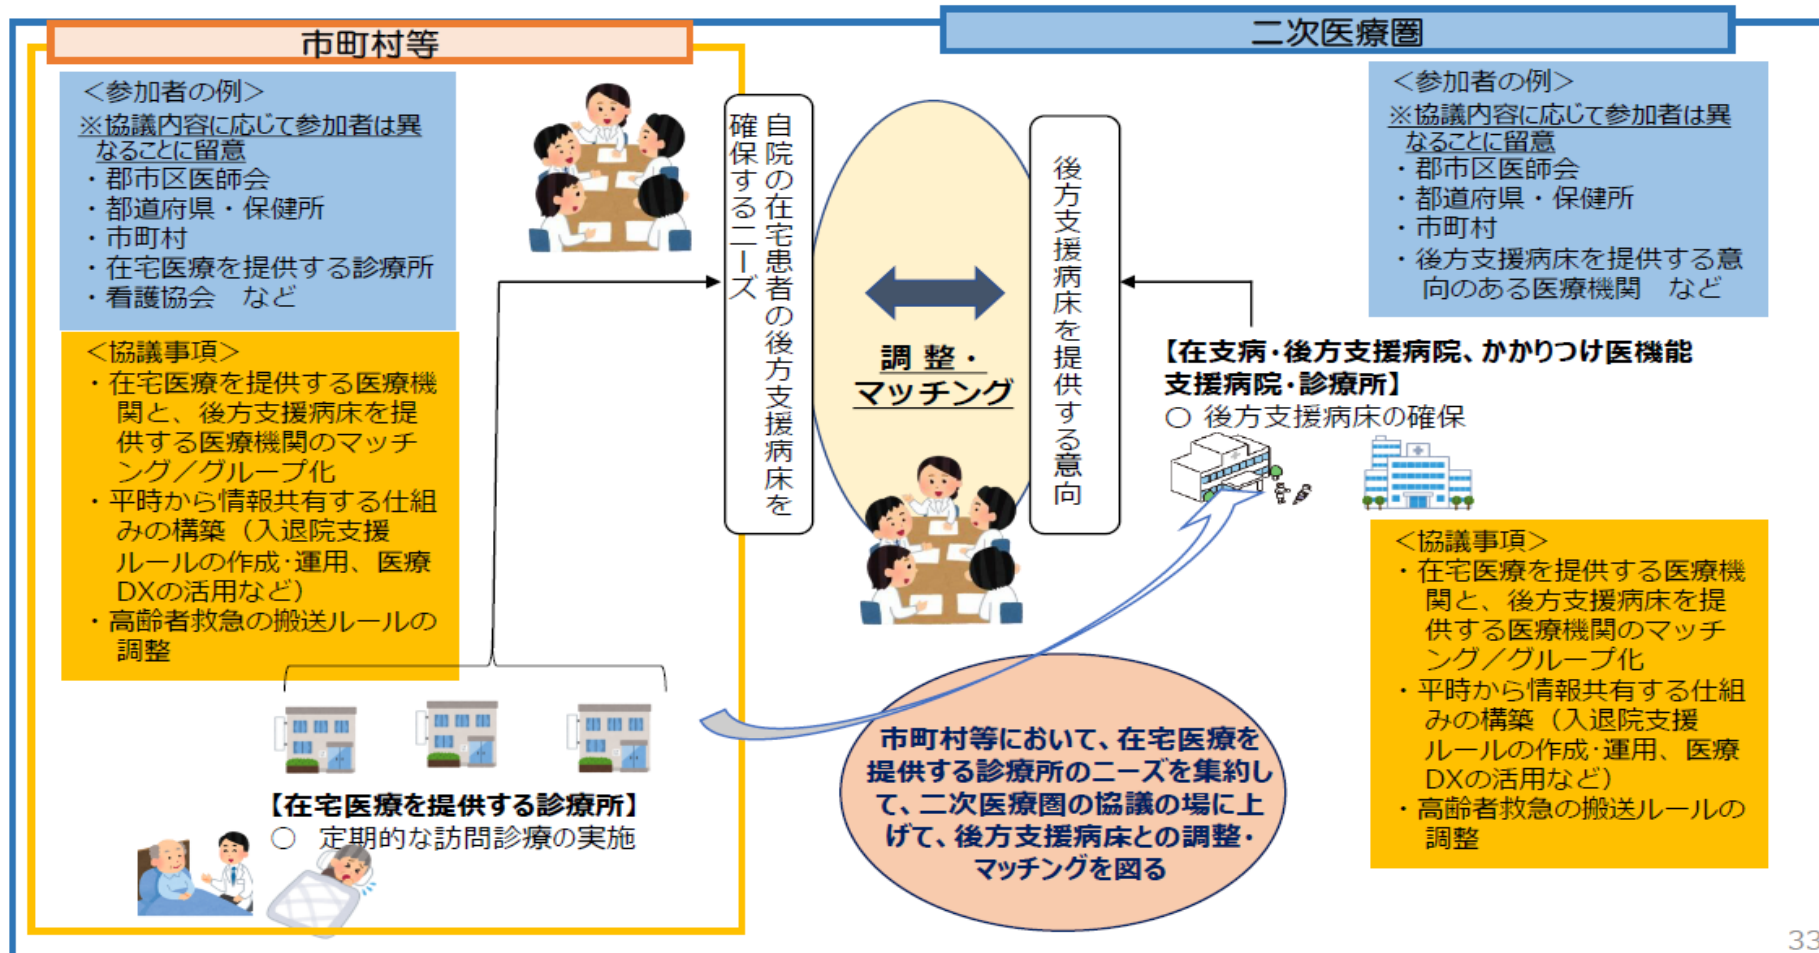 市町村等
＜参加者の例＞
※協議内容に応じて参加者は異
なることに留意
・郡市区医師会
・都道府県・保健所
・市町村
・在宅医療を提供する診療所
・看護協会　など
＜協議事項＞
・在宅医療を提供する医療機
関と、後方支援病床を提
供する医療機関のマッチ
ング／グループ化
・平時から情報共有する仕組
みの構築（入退院支援
ルールの作成・運用、医療
DXの活用など）
・高齢者救急の搬送ルールの
調整
【在宅医療を提供する診療所】
○　定期的な訪問診療の実施
自院の在宅患者の後方支援病床を
確保するニーズ
調整・
マッチング
後方支援病床を提供する意向
市町村等において、在宅医療を
提供する診療所のニーズを集約し
て、二次医療圏の協議の場に上
げて、後方支援病床との調整・
マッチングを図る
二次医療圏
＜参加者の例＞
※協議内容に応じて参加者は異
なることに留意
・郡市区医師会
・都道府県・保健所
・市町村
・後方支援病床を提供する意
向のある医療機関　など
【在支病・後方支援病院、かかりつけ医機能
支援病院・診療所】
○ 後方支援病床の確保
＜協議事項＞
・在宅医療を提供する医療機
関と、後方支援病床を提
供する医療機関のマッチ
ング／グループ化
・平時から情報共有する仕組
みの構築（入退院支援
ルールの作成・運用、医療
DXの活用など）
・高齢者救急の搬送ルールの
調整
33